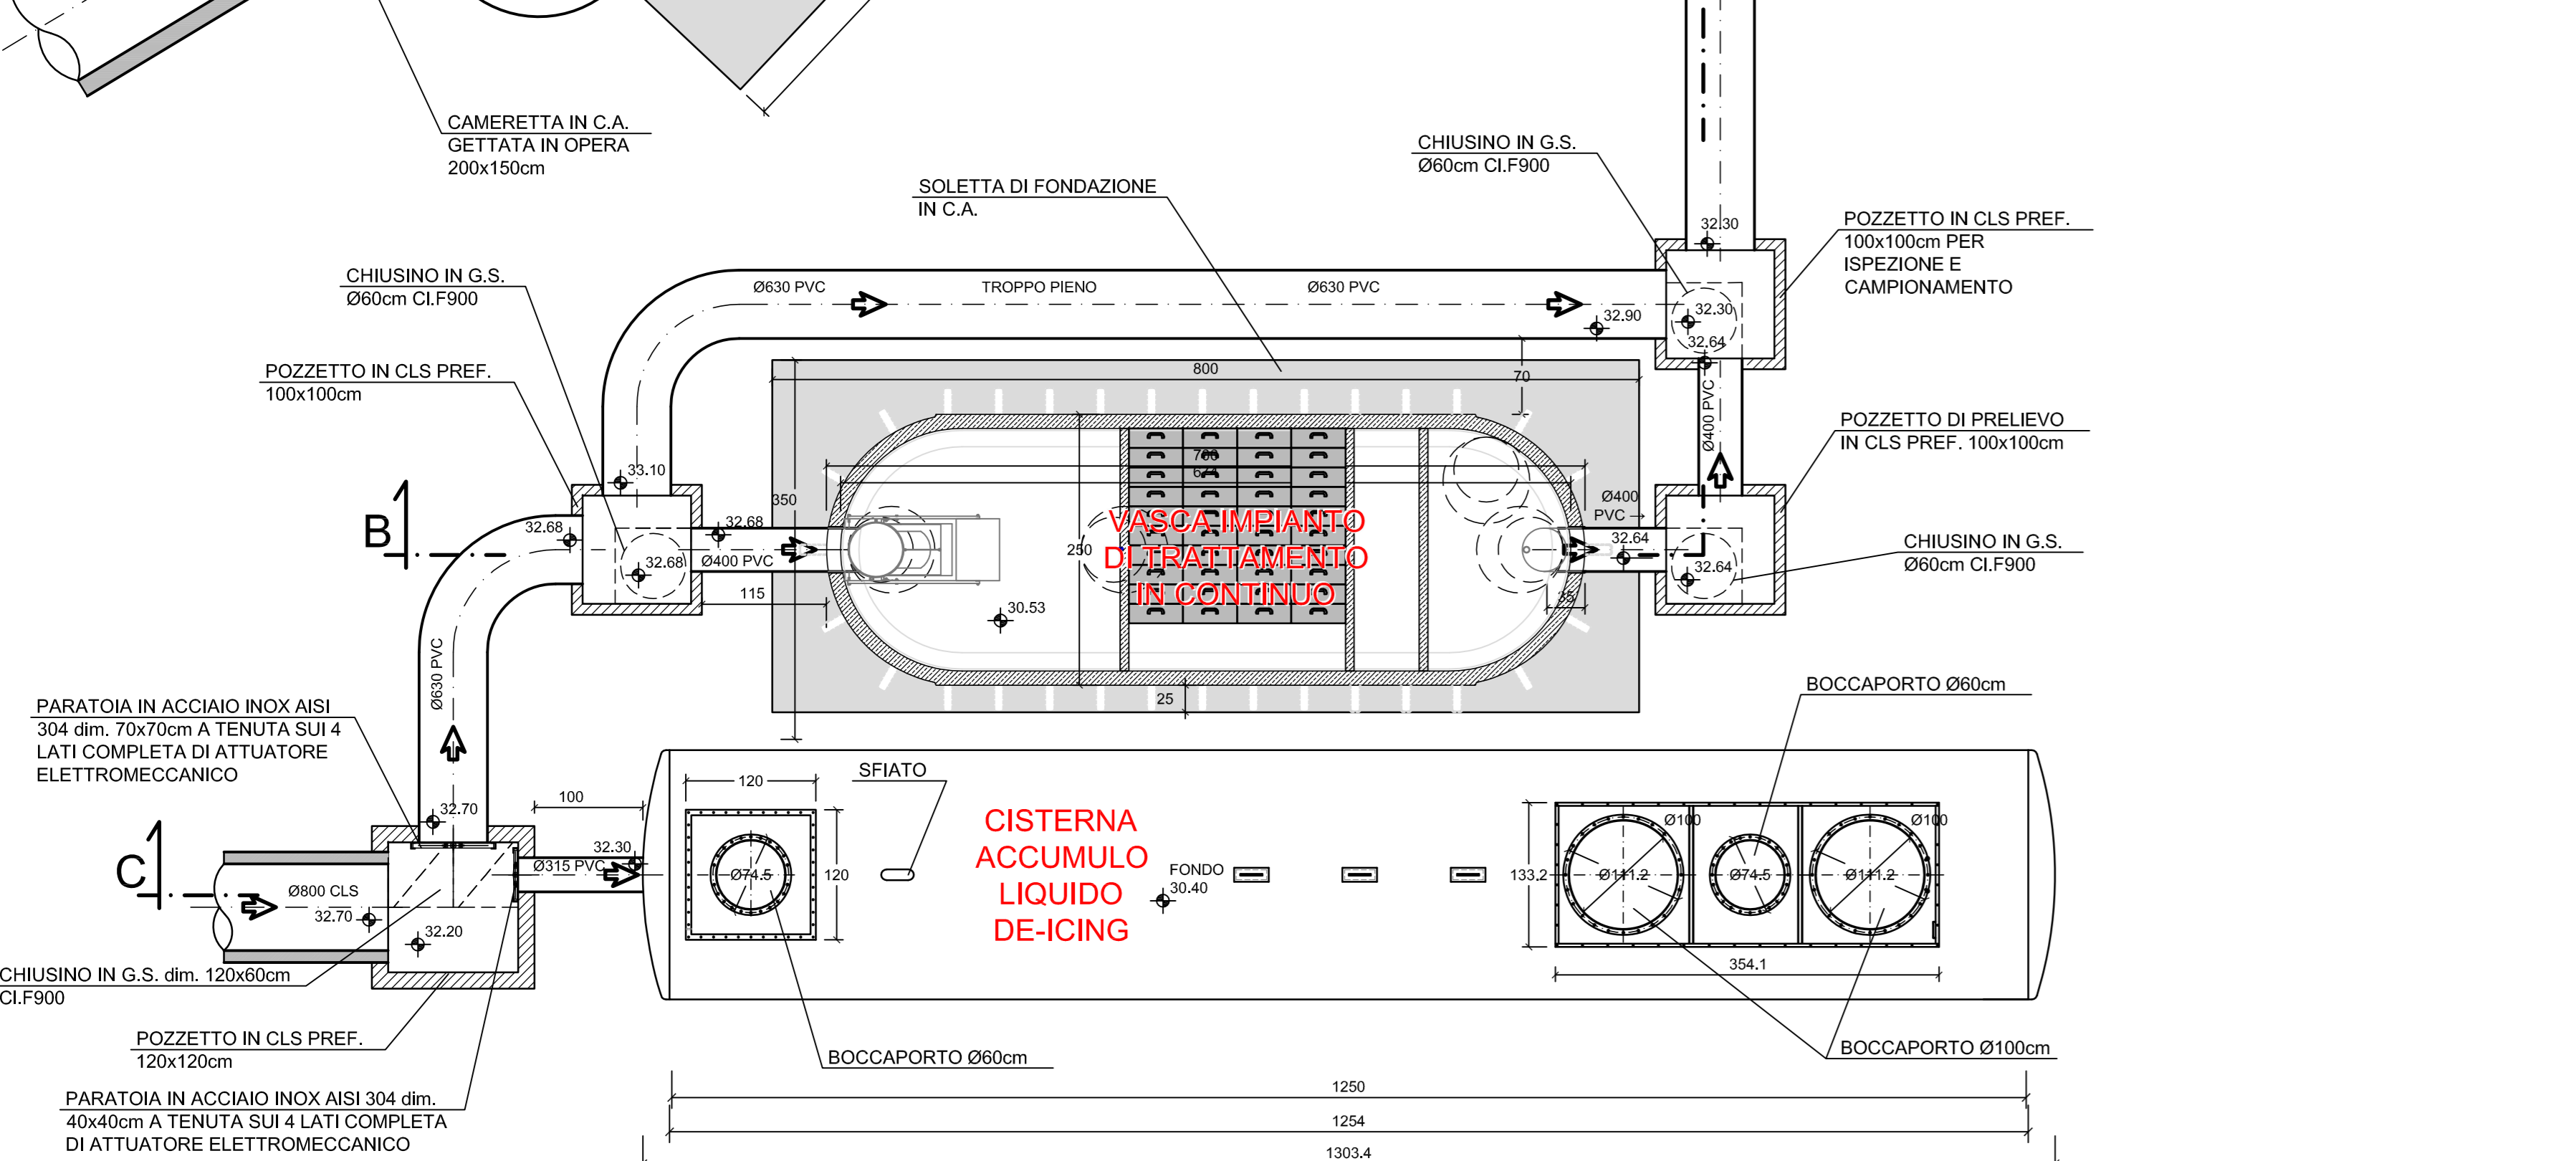 CAMERETTA IN C.A.
GETTATA IN OPERA
200x150cm
CHIUSINO IN G.S.
Ø60cm Cl.F900
SOLETTA DI FONDAZIONE
IN C.A.
POZZETTO IN CLS PREF.
100x100cm PER
ISPEZIONE E
CAMPIONAMENTO
32.30
CHIUSINO IN G.S.
Ø60cm Cl.F900
Ø630 PVC
TROPPO PIENO
Ø630 PVC
32.90
32.30
32.64
POZZETTO IN CLS PREF.
100x100cm
800
70
Ø400 PVC
POZZETTO DI PRELIEVO
IN CLS PREF. 100x100cm
33.10
700
674
350
Ø400
PVC →
B
32.68
32.68
32.68
Ø400 PVC
115
250
VASCA IMPIANTO
DI TRATTAMENTO
IN CONTINUO
32.64
32.64
35
CHIUSINO IN G.S.
Ø60cm Cl.F900
30.53
Ø630 PVC
25
PARATOIA IN ACCIAIO INOX AISI
304 dim. 70x70cm A TENUTA SUI 4
LATI COMPLETA DI ATTUATORE
ELETTROMECCANICO
BOCCAPORTO Ø60cm
SFIATO
120
100
32.70
32.30
Ø315 PVC
C
Ø800 CLS
32.70
32.20
Ø74.5
120
CISTERNA
ACCUMULO
LIQUIDO
DE-ICING
FONDO
30.40
Ø100
Ø100
133.2
Ø111.2
Ø74.5
Ø111.2
354.1
CHIUSINO IN G.S. dim. 120x60cm
Cl.F900
POZZETTO IN CLS PREF.
120x120cm
BOCCAPORTO Ø60cm
BOCCAPORTO Ø100cm
PARATOIA IN ACCIAIO INOX AISI 304 dim.
40x40cm A TENUTA SUI 4 LATI COMPLETA
DI ATTUATORE ELETTROMECCANICO
1250
1254
1303.4